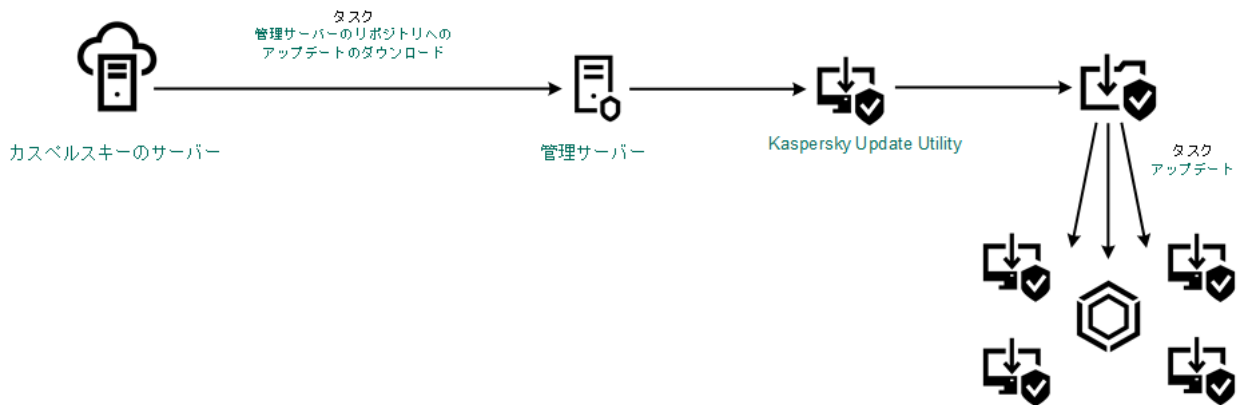 タスク
管理サーバーのリポジトリへの
アップデートのダウンロード
カスペルスキーのサーバー
管理サーバー
Kaspersky Update Utility
タスク
アップデート